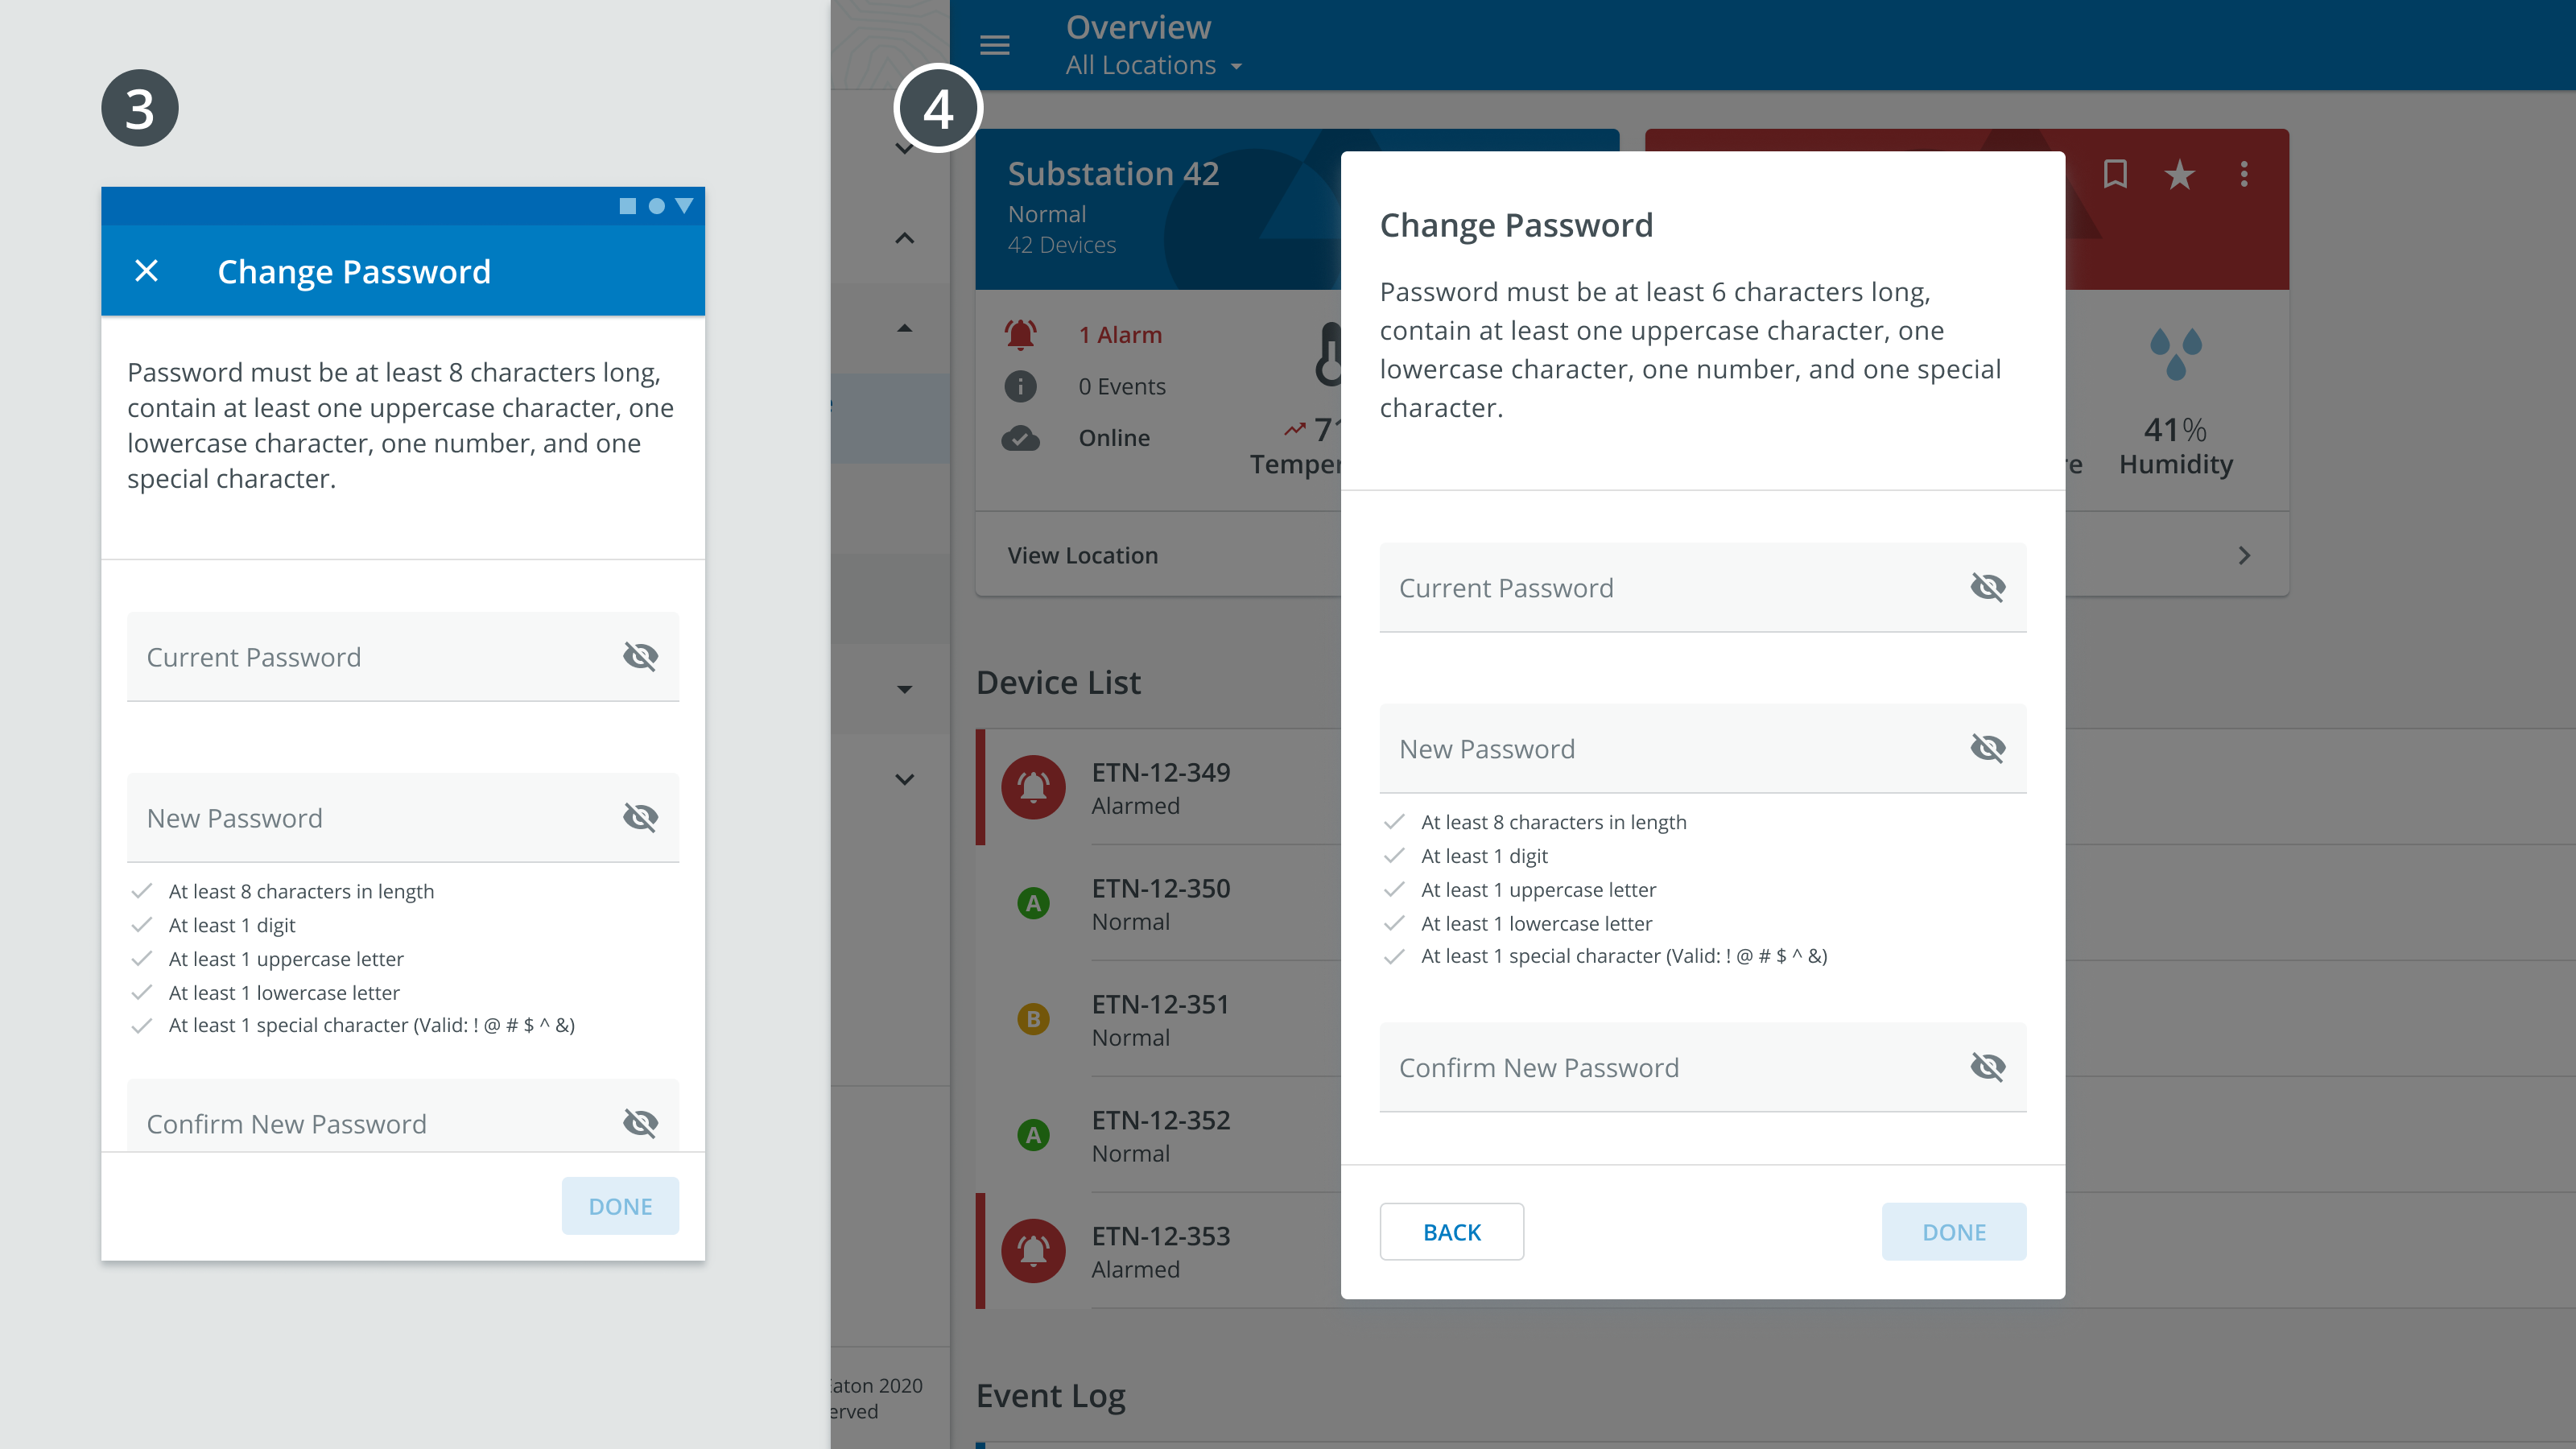 3
Change Password
Password must be at least 8 characters long,
contain at least one uppercase character, one
lowercase character, one number, and one
special character.
Current Password
New Password
At least 8 characters in length
At least 1 digit
At least 1 uppercase letter
At least 1 lowercase letter
At least 1 special character (Valid: ! @ # $ ^ &)
Confirm New Password
DONE
4
Overview
All Locations
Substation 42
Normal
42 Devices
1 Alarm
0 Events
Online
41%
Humidity
View Location
Device List
ETN-12-349
Alarmed
A
ETN-12-350
Normal
B
ETN-12-351
Normal
A
ETN-12-352
Normal
ETN-12-353
Alarmed
Event Log
2020
Change Password
Password must be at least 6 characters long,
contain at least one uppercase character, one
lowercase character, one number, and one special
character.
Current Password
New Password
At least 8 characters in length
At least 1 digit
At least 1 uppercase letter
At least 1 lowercase letter
At least 1 special character (Valid: ! @ # $ ^ &)
Confirm New Password
BACK
DONE